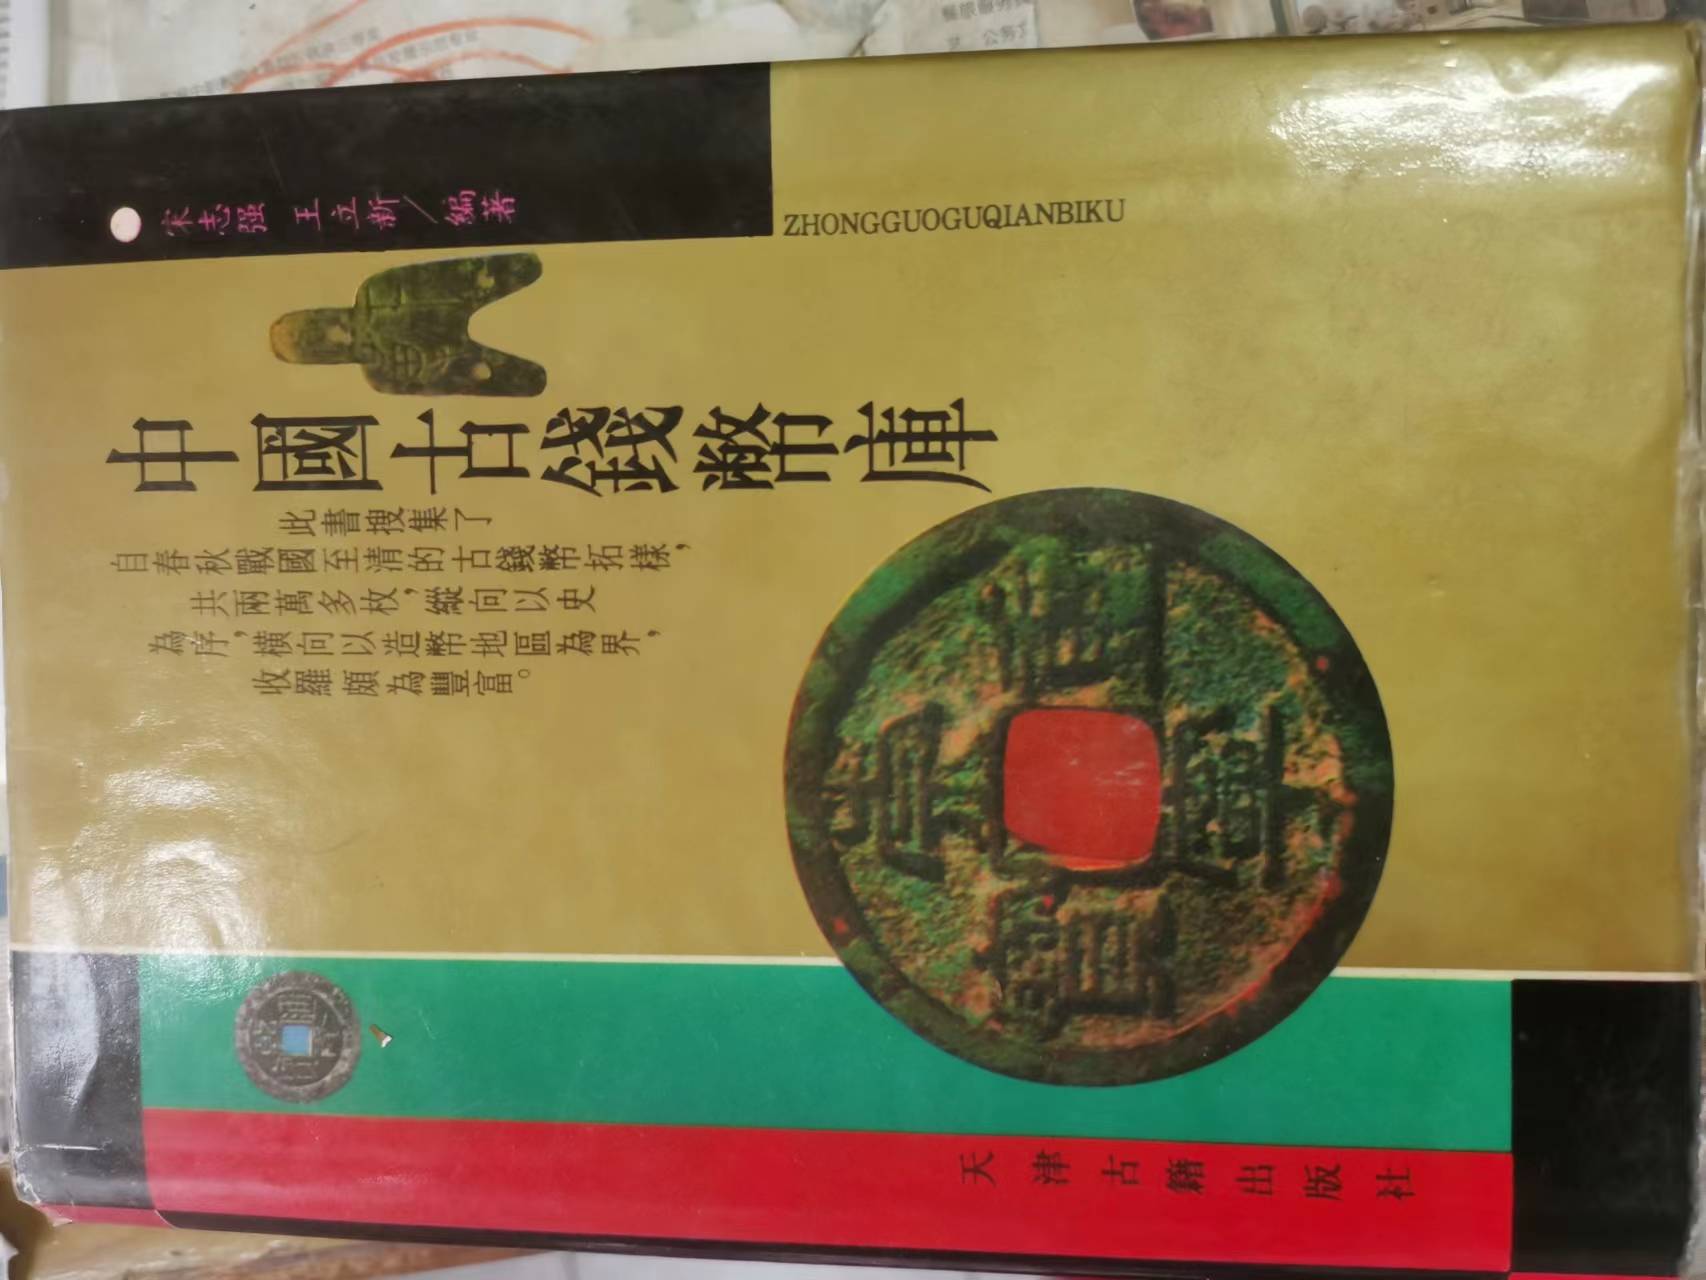 宋志强 王立新／編著
ZHONGGUOGUQIANBIKU
中國古錢幣庫
此書搜集了
自春秋戰國至清的古錢幣拓樣，
共兩萬多枚，縱向以史
為序，橫向以造幣地區為界，
收羅頗為豐富。
天津古籍出版社